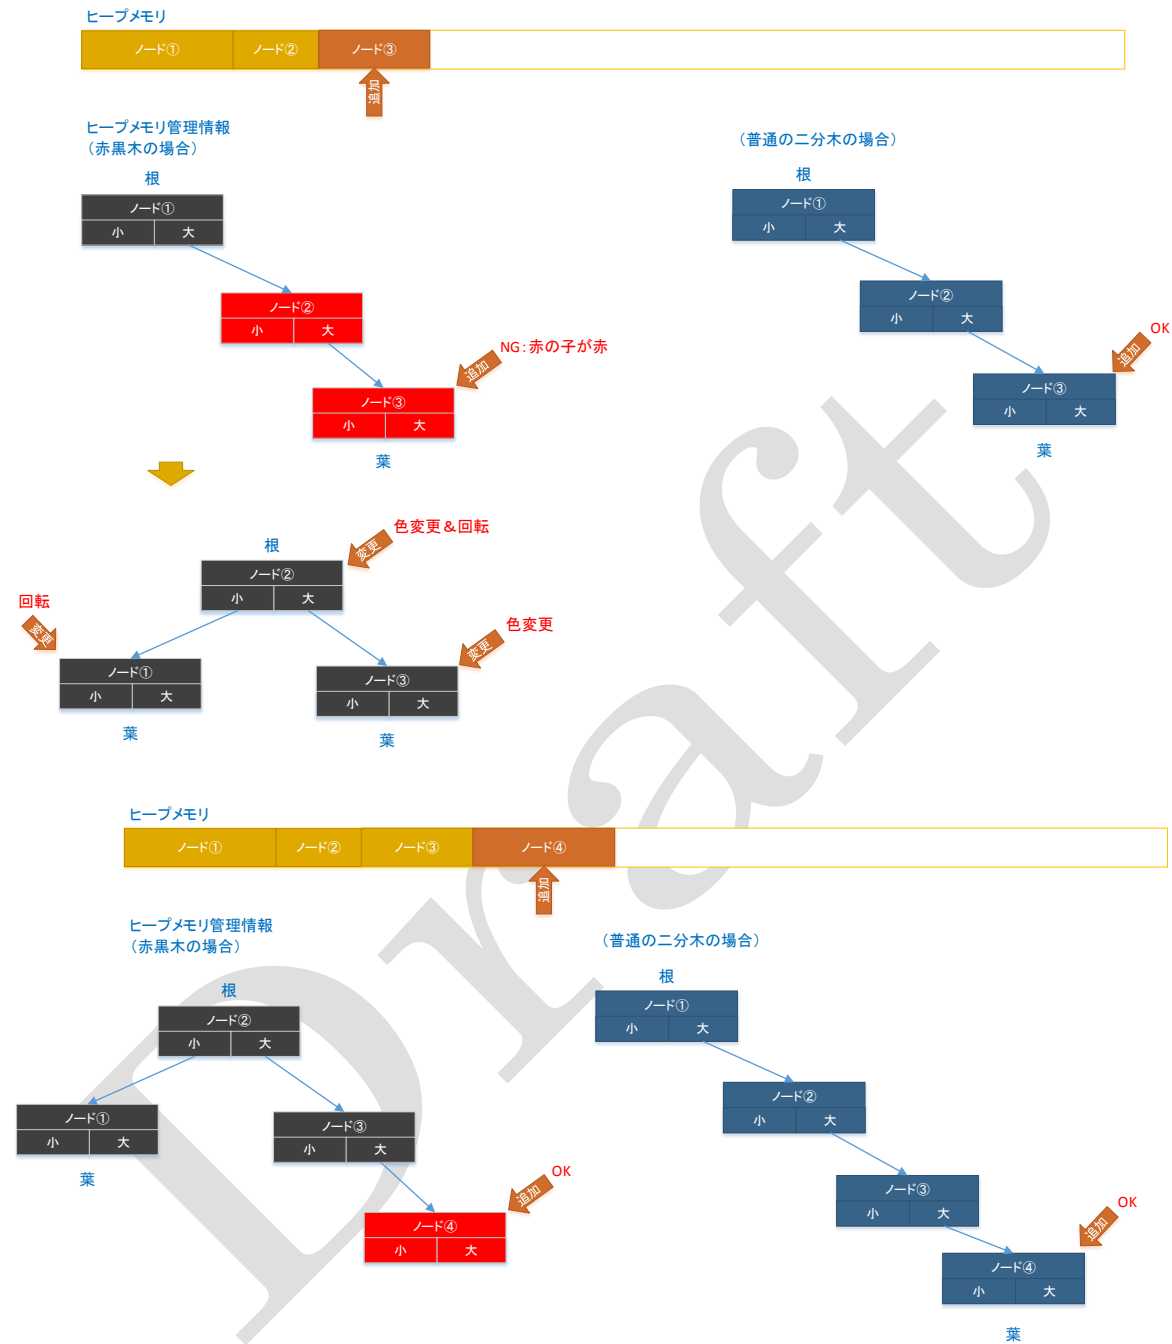 ヒープメモリ
ノード① ノード② ノード③
追加
ヒープメモリ管理情報
（赤黒木の場合）
根
ノード①
小 大
ノード②
小 大
NG：赤の子が赤
追加
ノード③
小 大
葉
（普通の二分木の場合）
根
ノード①
小 大
ノード②
小 大
OK
追加
ノード③
小 大
葉
色変更＆回転
変更
根
ノード②
小 大
回転
変更
ノード①
小 大
葉
色変更
変更
ノード③
小 大
葉
ヒープメモリ
ノード① ノード② ノード③ ノード④
追加
ヒープメモリ管理情報
（赤黒木の場合）
根
ノード②
小 大
ノード①
小 大
葉
ノード③
小 大
OK
追加
ノード④
小 大
（普通の二分木の場合）
根
ノード①
小 大
ノード②
小 大
ノード③
小 大
OK
追加
ノード④
小 大
葉
Draft